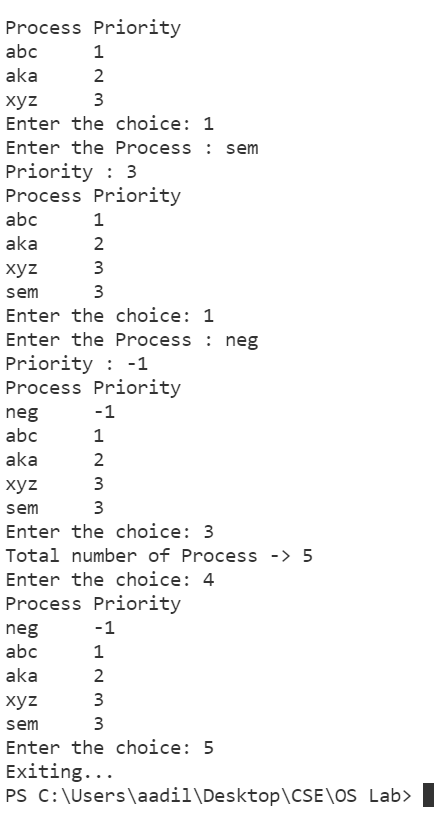 Process Priority
abc     1
aka     2
xyz     3
Enter the choice: 1
Enter the Process : sem
Priority : 3
Process Priority
abc     1
aka     2
xyz     3
sem     3
Enter the choice: 1
Enter the Process : neg
Priority : -1
Process Priority
neg     -1
abc     1
aka     2
xyz     3
sem     3
Enter the choice: 3
Total number of Process -> 5
Enter the choice: 4
Process Priority
neg     -1
abc     1
aka     2
xyz     3
sem     3
Enter the choice: 5
Exiting...
PS C:\Users\aadil\Desktop\CSE\OS Lab>